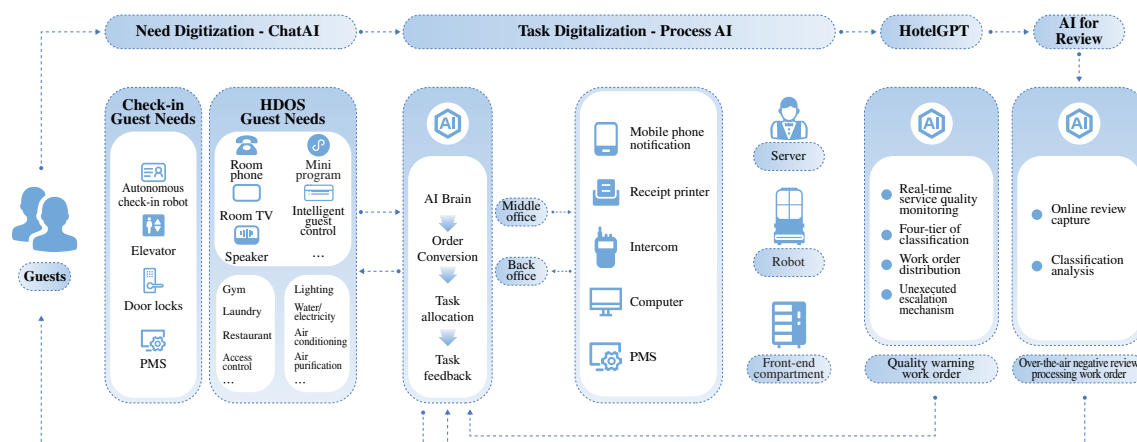 Need Digitization - ChatAI
Task Digitalization - Process AI
HotelGPT
AI for
Review
Guests
Check-in
Guest Needs
Autonomous
check-in robot
Elevator
Door locks
PMS
HDOS
Guest Needs
Room
phone
Mini
program
Room TV
Intelligent
guest
control
Speaker
...
Gym
Laundry
Restaurant
Access
control
...
Lighting
Water/
electricity
Air
conditioning
Air
purification
...
AI
AI Brain
Order
Conversion
Task
allocation
Task
feedback
Middle
office
Back
office
Mobile phone
notification
Receipt printer
Intercom
Computer
PMS
Server
Robot
Front-end
compartment
AI
Real-time
service quality
monitoring
Four-tier of
classification
Work order
distribution
Unexecuted
escalation
mechanism
Quality warning
work order
AI
Online review
capture
Classification
analysis
Over-the-air negative review
processing work order